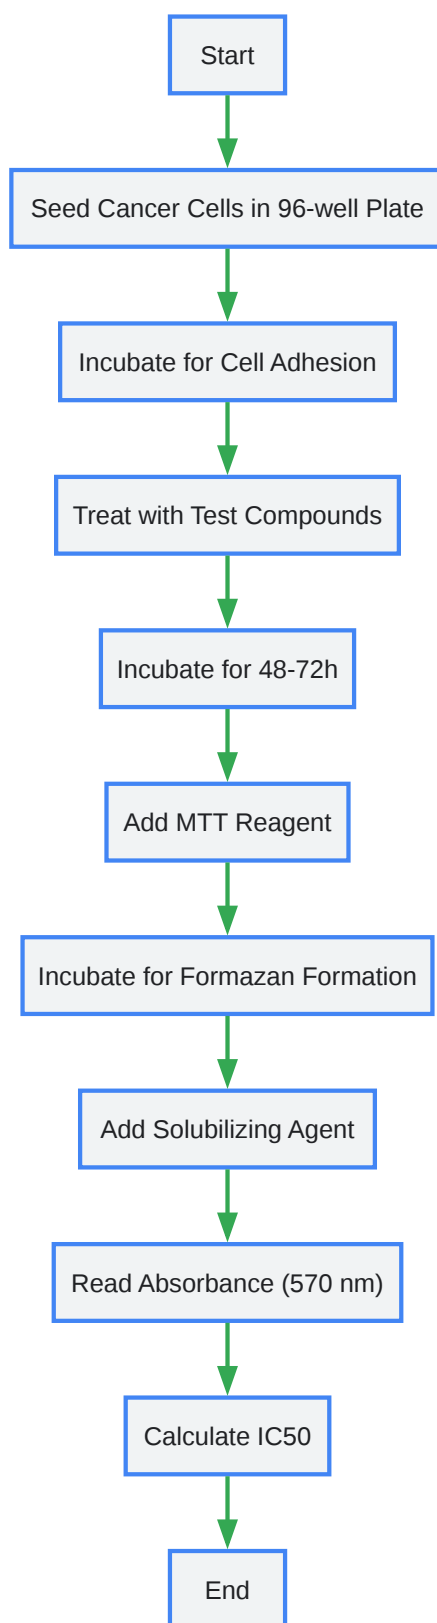 Start
Seed Cancer Cells in 96-well Plate
Incubate for Cell Adhesion
Treat with Test Compounds
Incubate for 48-72h
Add MTT Reagent
Incubate for Formazan Formation
Add Solubilizing Agent
Read Absorbance (570 nm)
Calculate IC50
End